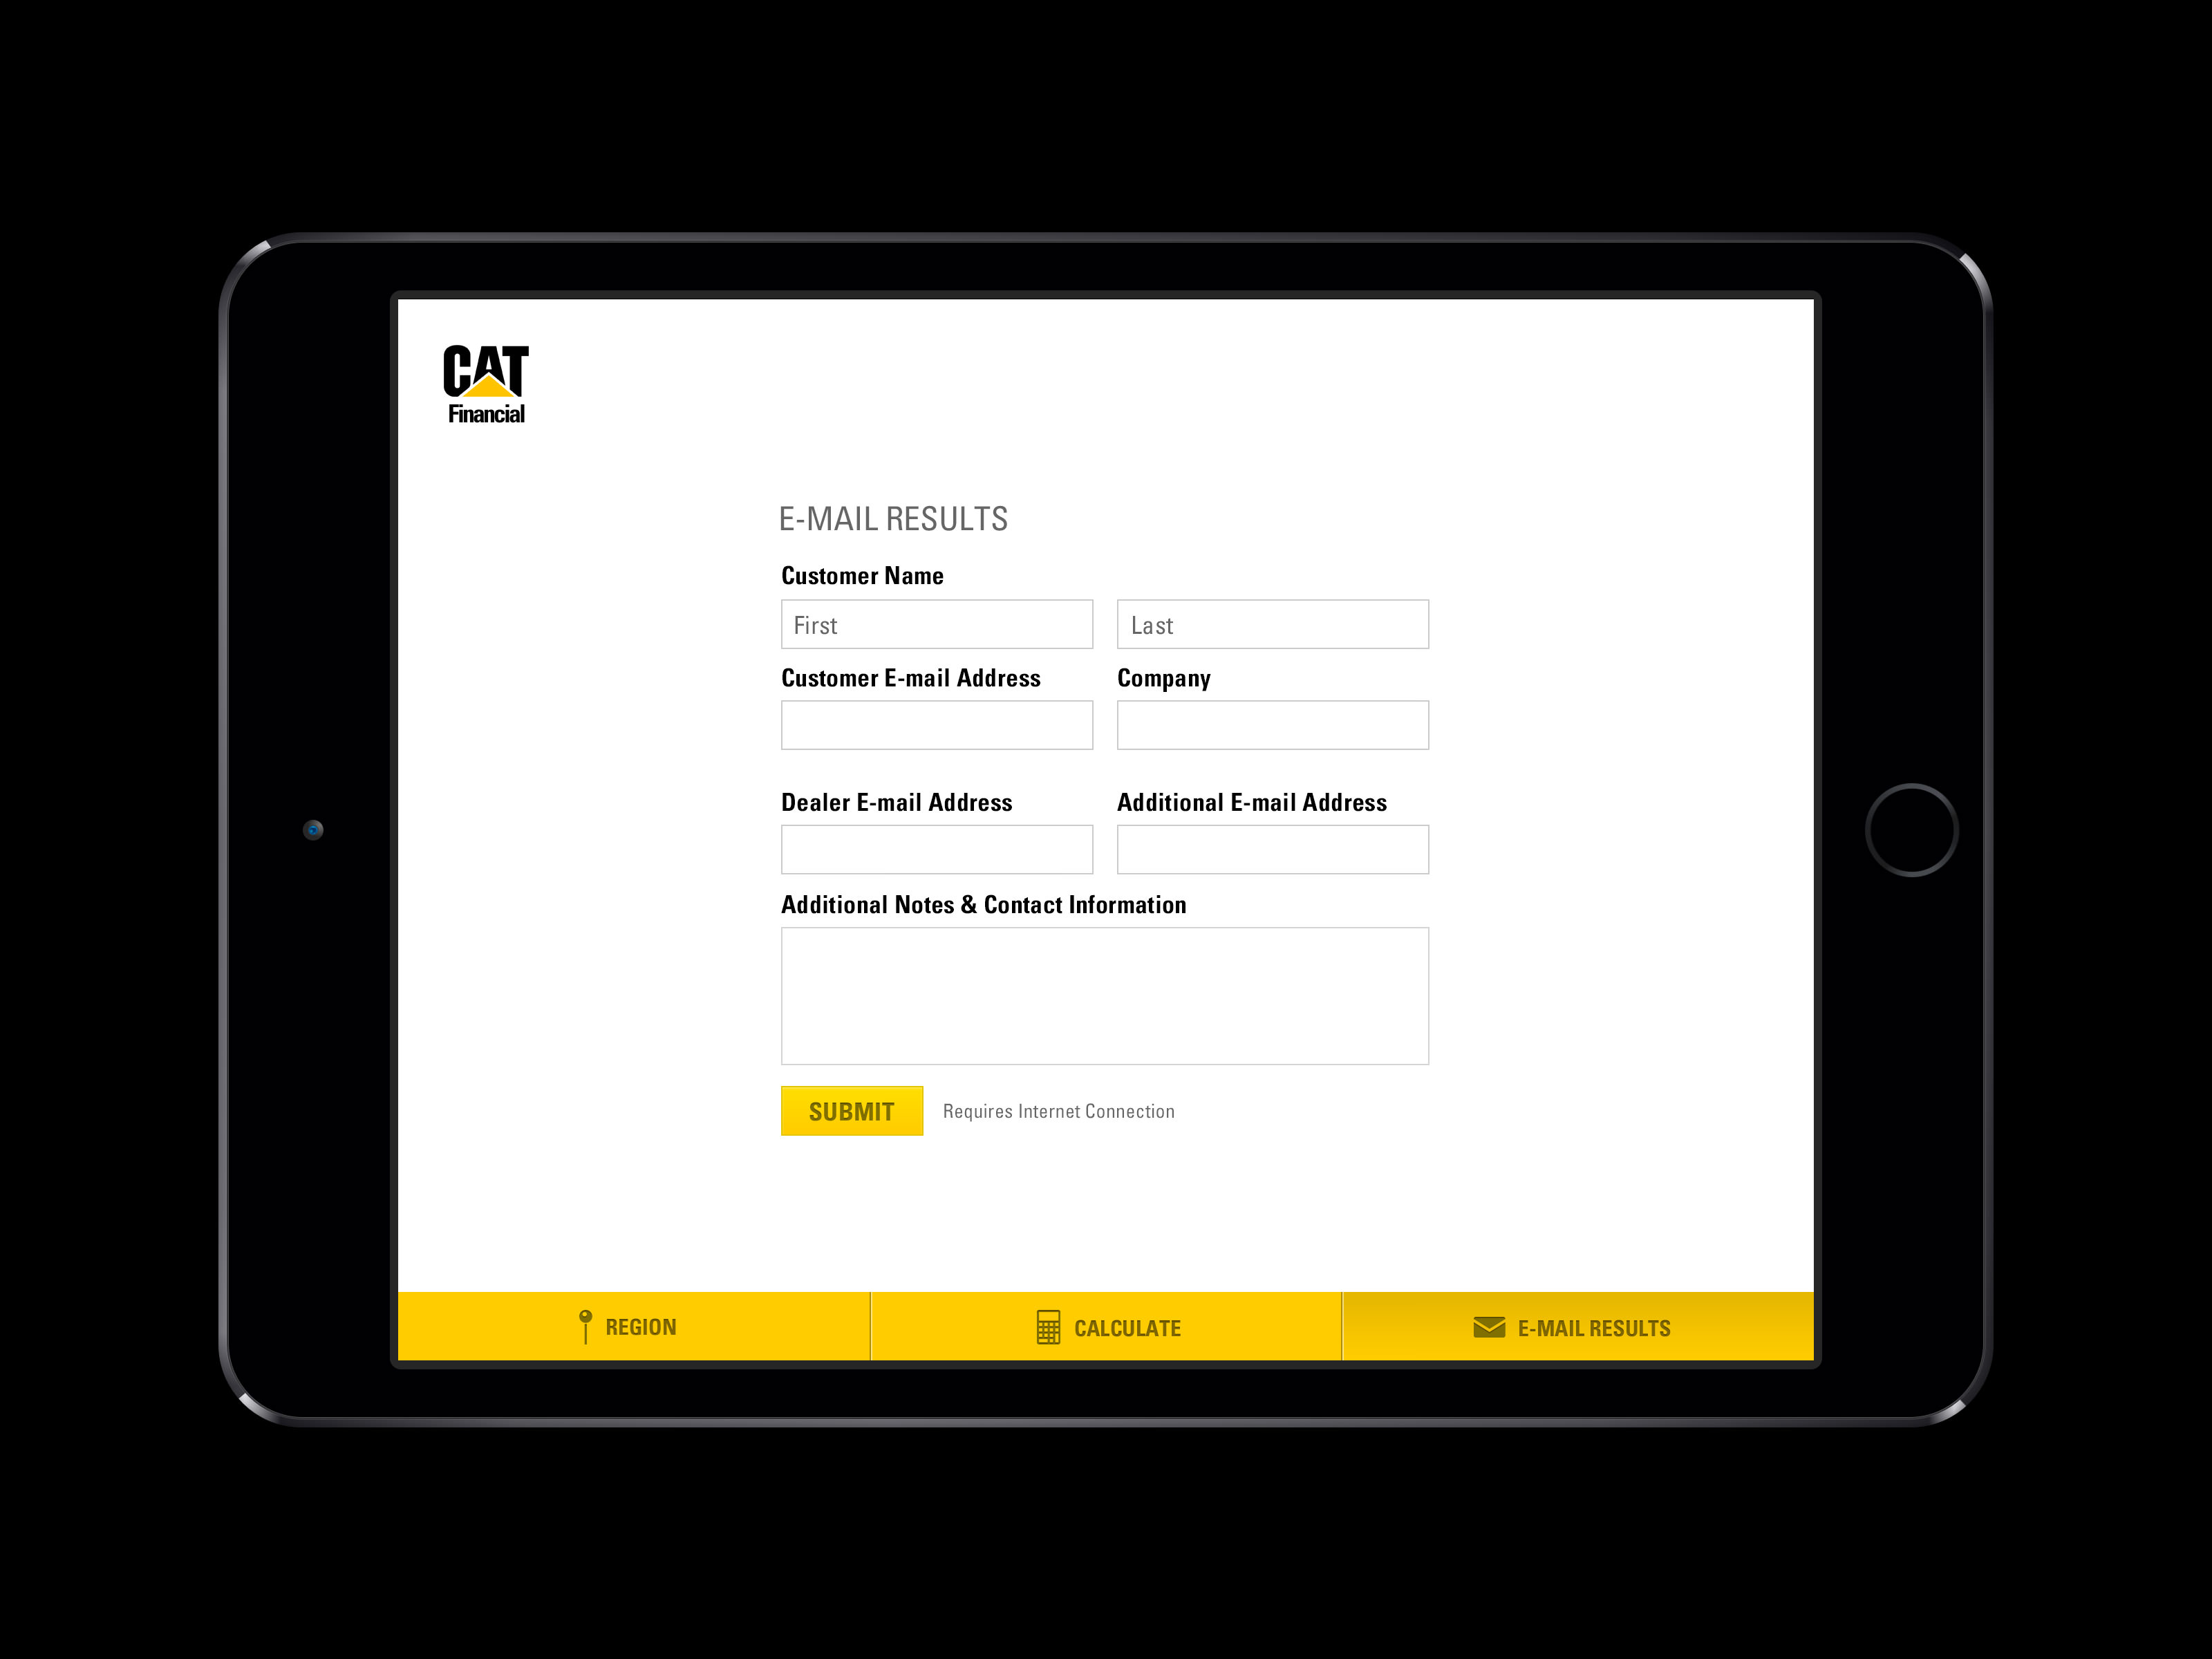 CAT
Financial
E-MAIL RESULTS
Customer Name
First Last
Customer E-mail Address Company
Dealer E-mail Address Additional E-mail Address
Additional Notes & Contact Information
SUBMIT Requires Internet Connection
REGION CALCULATE E-MAIL RESULTS